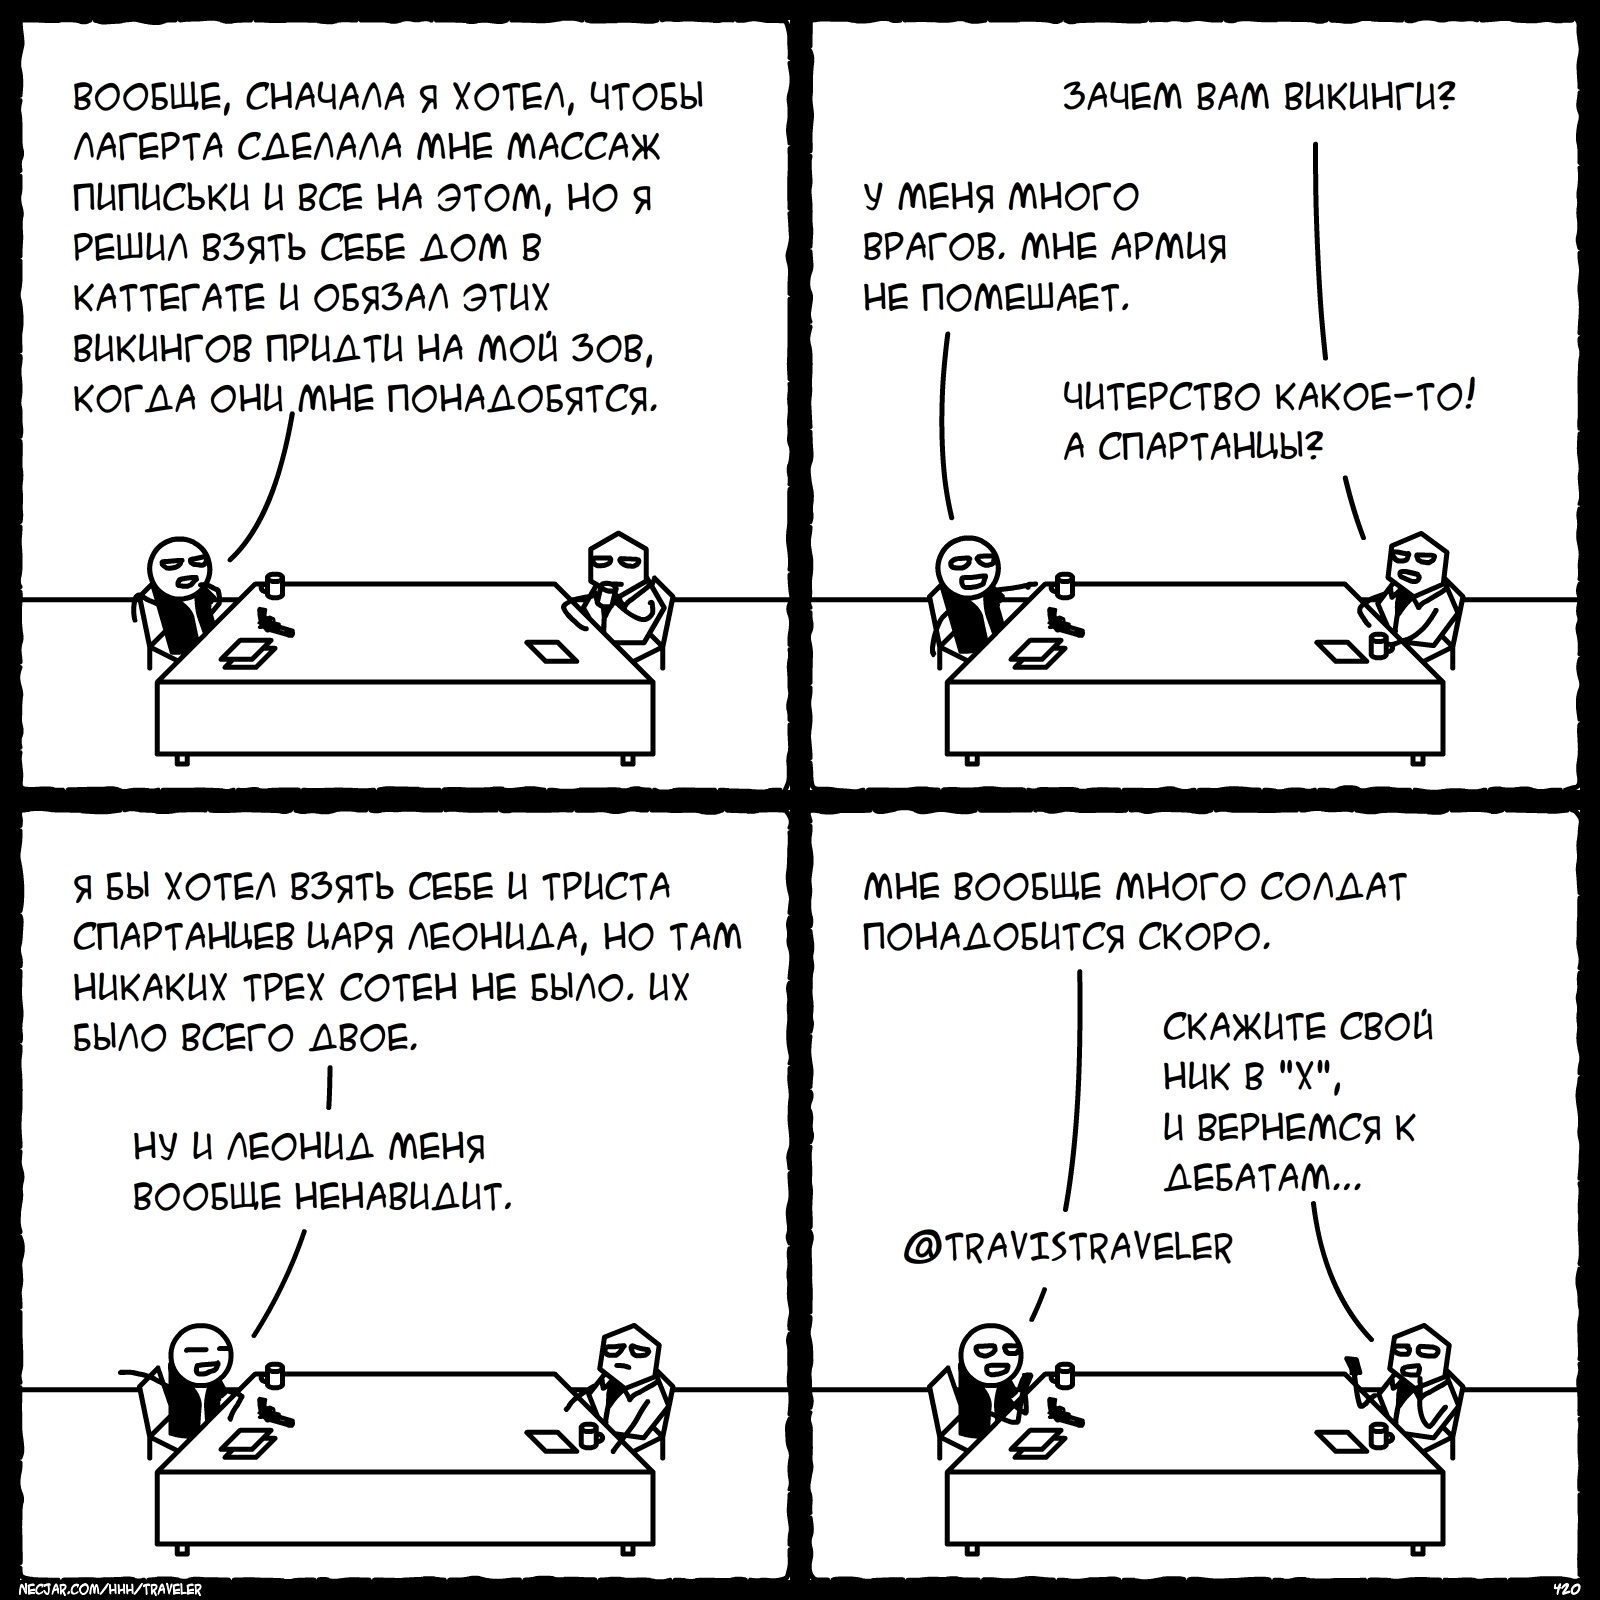 ВООБЩЕ, СНАЧАЛА Я ХОТЕЛ, ЧТОБЫ
ЛАГЕРТА СДЕЛАЛА МНЕ МАССАЖ
ПИПИСЬКИ И ВСЕ НА ЭТОМ, НО Я
РЕШИЛ ВЗЯТЬ СЕБЕ ДОМ В
КАТТЕГАТЕ И ОБЯЗАЛ ЭТИХ
ВИКИНГОВ ПРИДТИ НА МОЙ ЗОВ,
КОГДА ОНИ МНЕ ПОНАДОБЯТСЯ.
ЗАЧЕМ ВАМ ВИКИНГИ?
У МЕНЯ МНОГО
ВРАГОВ. МНЕ АРМИЯ
НЕ ПОМЕШАЕТ.
ЧИТЕРСТВО КАКОЕ-ТО!
А СПАРТАНЦЫ?
Я БЫ ХОТЕЛ ВЗЯТЬ СЕБЕ И ТРИСТА
СПАРТАНЦЕВ ЦАРЯ ЛЕОНИДА, НО ТАМ
НИКАКИХ ТРЕХ СОТЕН НЕ БЫЛО. ИХ
БЫЛО ВСЕГО ДВОЕ.
НУ И ЛЕОНИД МЕНЯ
ВООБЩЕ НЕНАВИДИТ.
МНЕ ВООБЩЕ МНОГО СОЛДАТ
ПОНАДОБИТСЯ СКОРО.
СКАЖИТЕ СВОЙ
НИК В "X",
И ВЕРНЕМСЯ К
ДЕБАТАМ...
@TRAVISTRAVELER
NECJAR.COM/HHH/TRAVELER
420